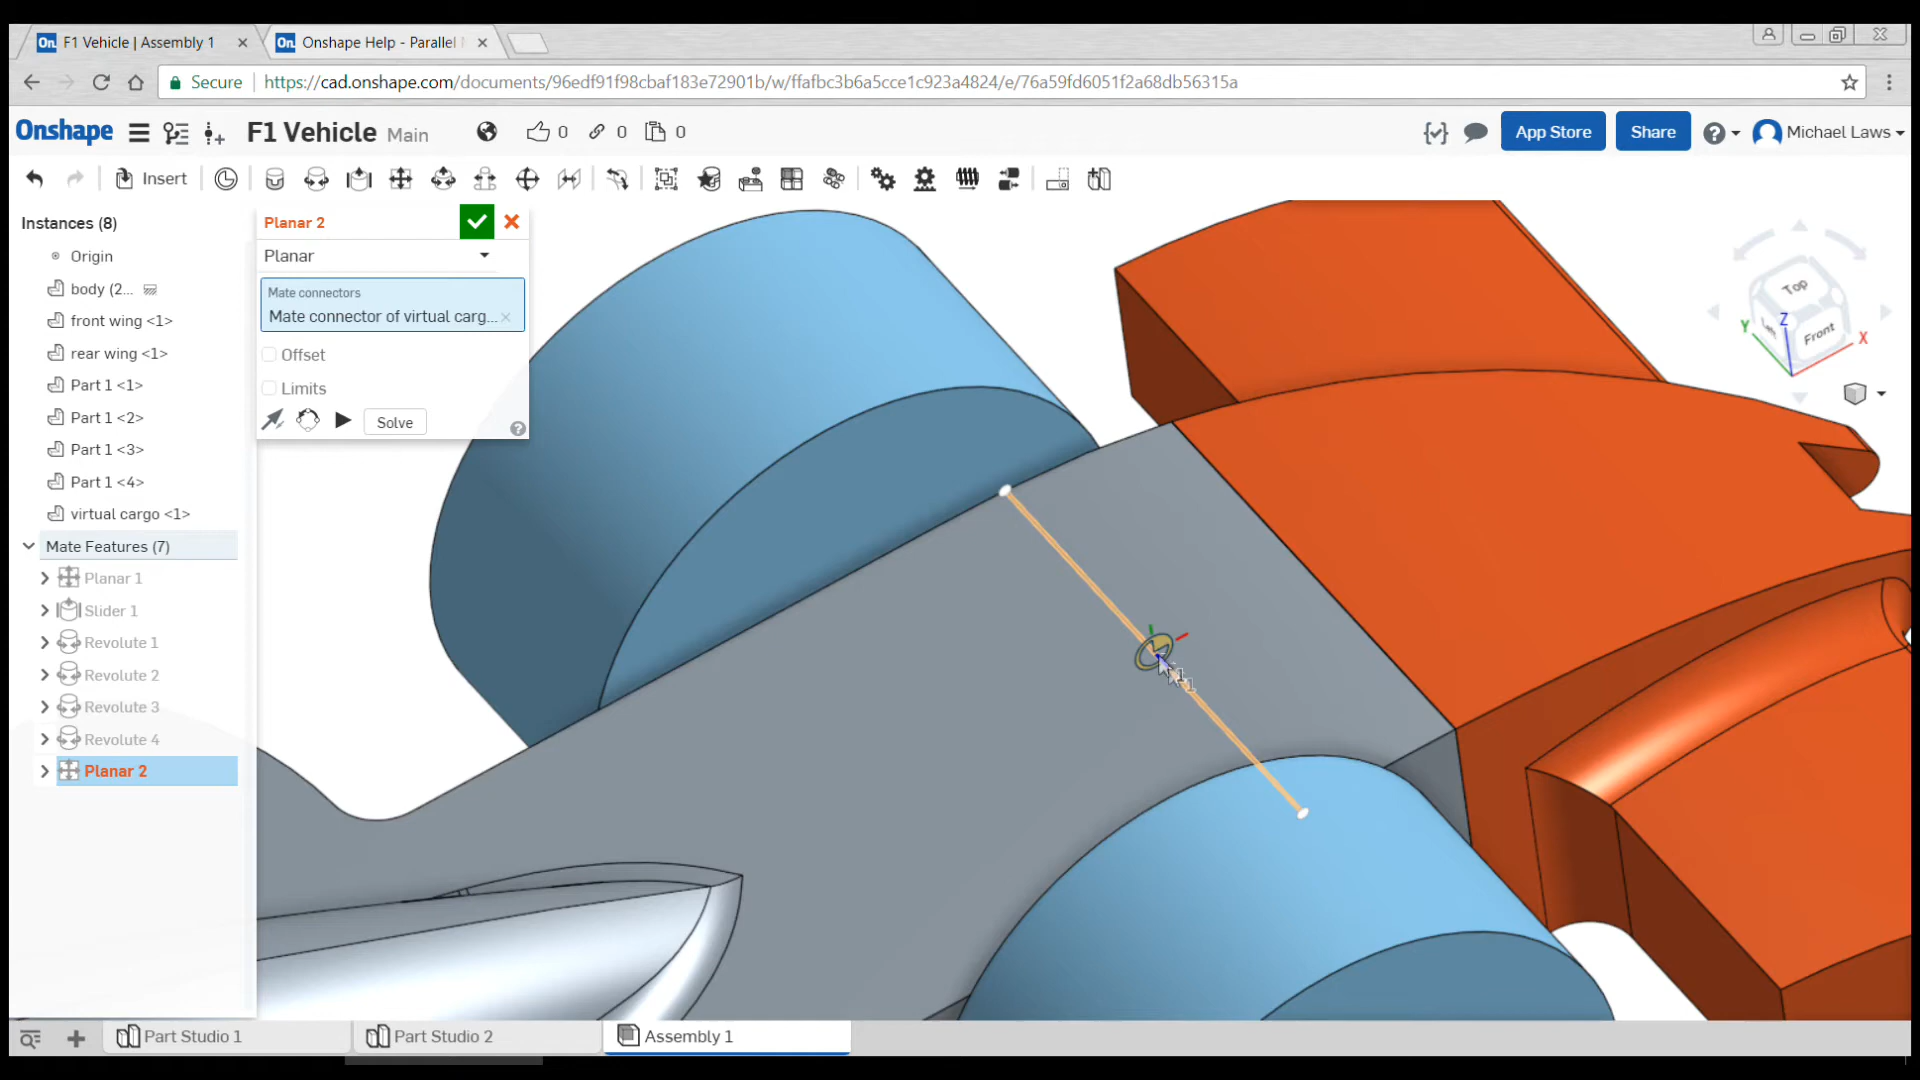 F1 Vehicle | Assembly 1
Onshape Help - Parallel
Secure
https://cad.onshape.com/documents/96edf91f98cbaf183e72901b/w/ffafbc3b6a5cce1c923a4824/e/76a59fd6051f2a68db56315a
Onshape
F1 Vehicle Main
0 0 0
App Store
Share
Michael Laws
Insert
Instances (8)
Origin
body (2...
front wing <1>
rear wing <1>
Part 1 <1>
Part 1 <2>
Part 1 <3>
Part 1 <4>
virtual cargo <1>
Mate Features (7)
Planar 1
Slider 1
Revolute 1
Revolute 2
Revolute 3
Revolute 4
Planar 2
Planar 2
Planar
Mate connectors
Mate connector of virtual carg...
Offset
Limits
Solve
Top
Left
Front
X
Y
Z
Part Studio 1
Part Studio 2
Assembly 1